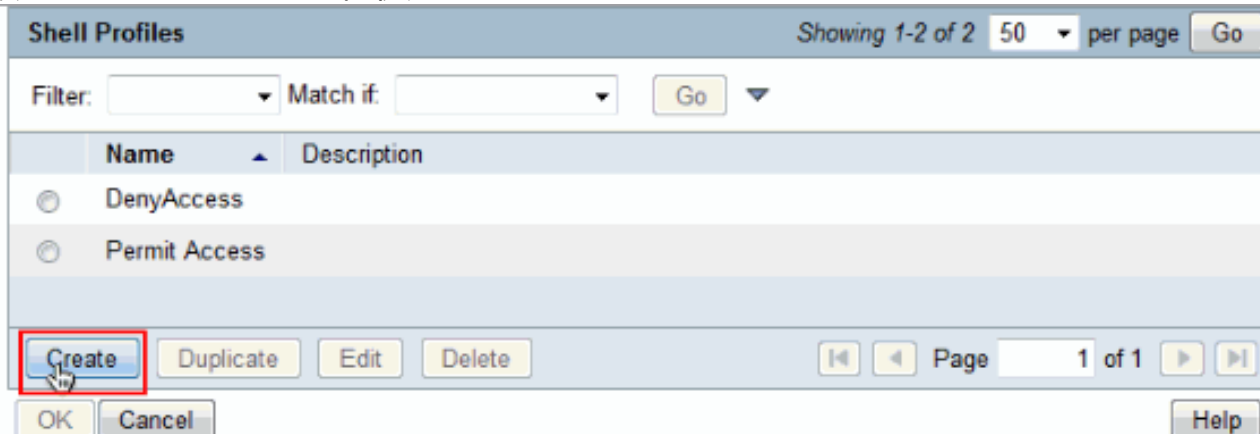 Shell Profiles Showing 1-2 of 2 50 per page Go
Filter: Match if: Go
Name Description
DenyAccess
Permit Access
Create Duplicate Edit Delete Page 1 of 1
OK Cancel Help